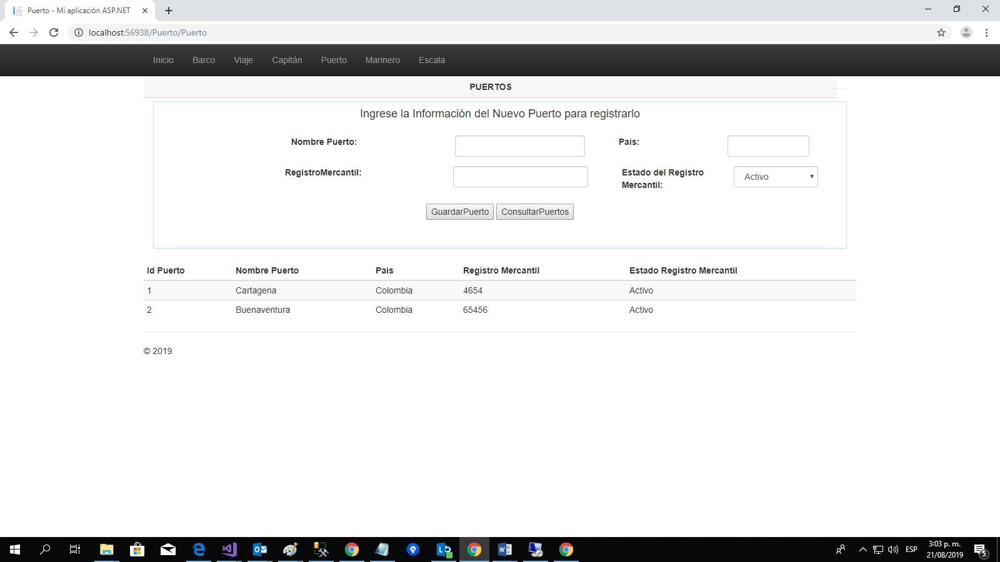 Puerto - Mi aplicación ASP.NET
localhost:56938/Puerto/Puerto
Inicio Barco Viaje Capitán Puerto Marinero Escala
PUERTOS
Ingrese la Información del Nuevo Puerto para registrarlo
Nombre Puerto: Pais:
RegistroMercantil: Estado del Registro Mercantil: Activo
GuardarPuerto ConsultarPuertos
Id Puerto Nombre Puerto Pais Registro Mercantil Estado Registro Mercantil
1 Cartagena Colombia 4654 Activo
2 Buenaventura Colombia 65456 Activo
© 2019
ESP
3:03 p. m.
21/08/2019
5